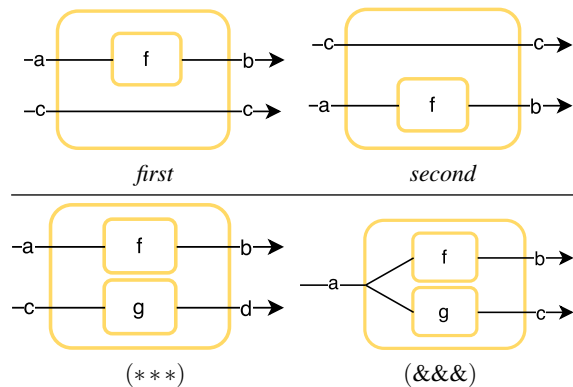 a f b
c c
first
c c
a f b
second
a f b
c g d
(***)
a f b
g c
(&&&)